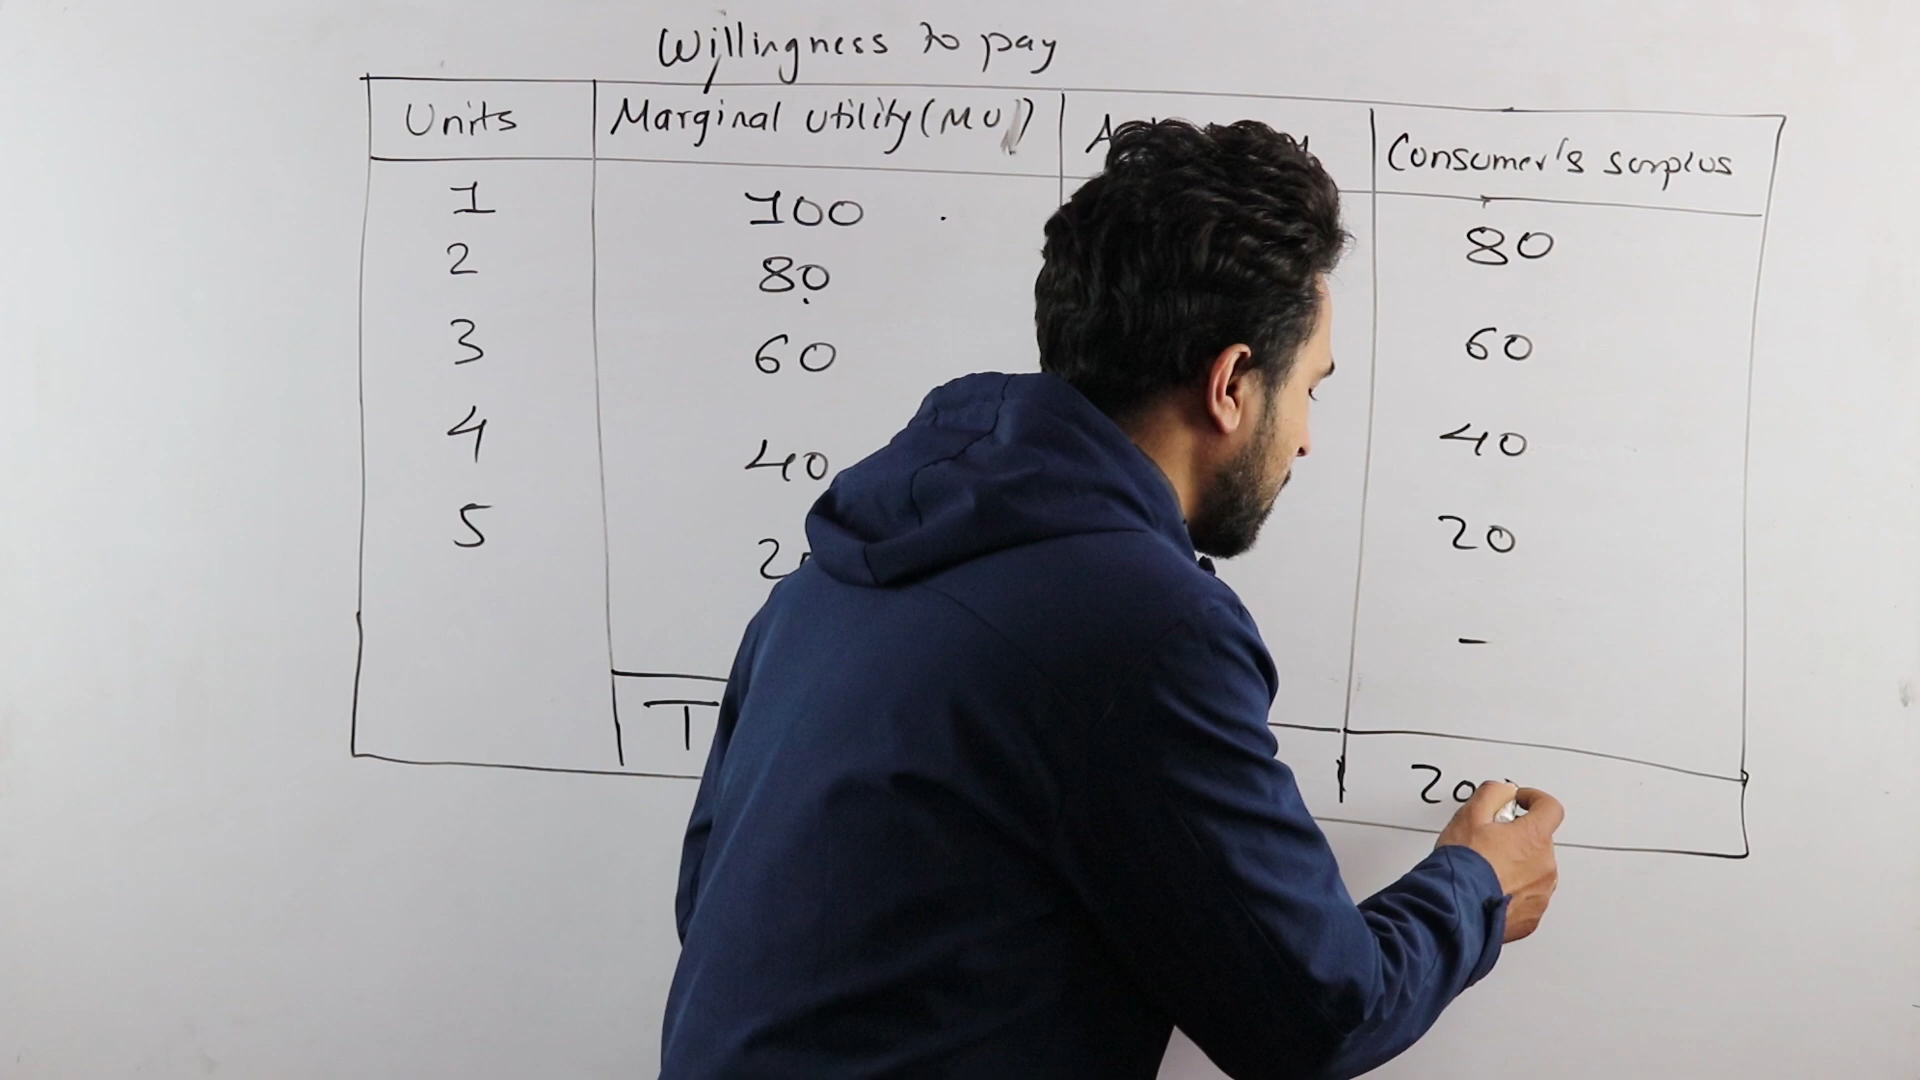 Willingness to pay
Units Marginal utility (MU) Consumer's surplus
1 100 80
2 80 60
3 60 40
4 40 20
5 -